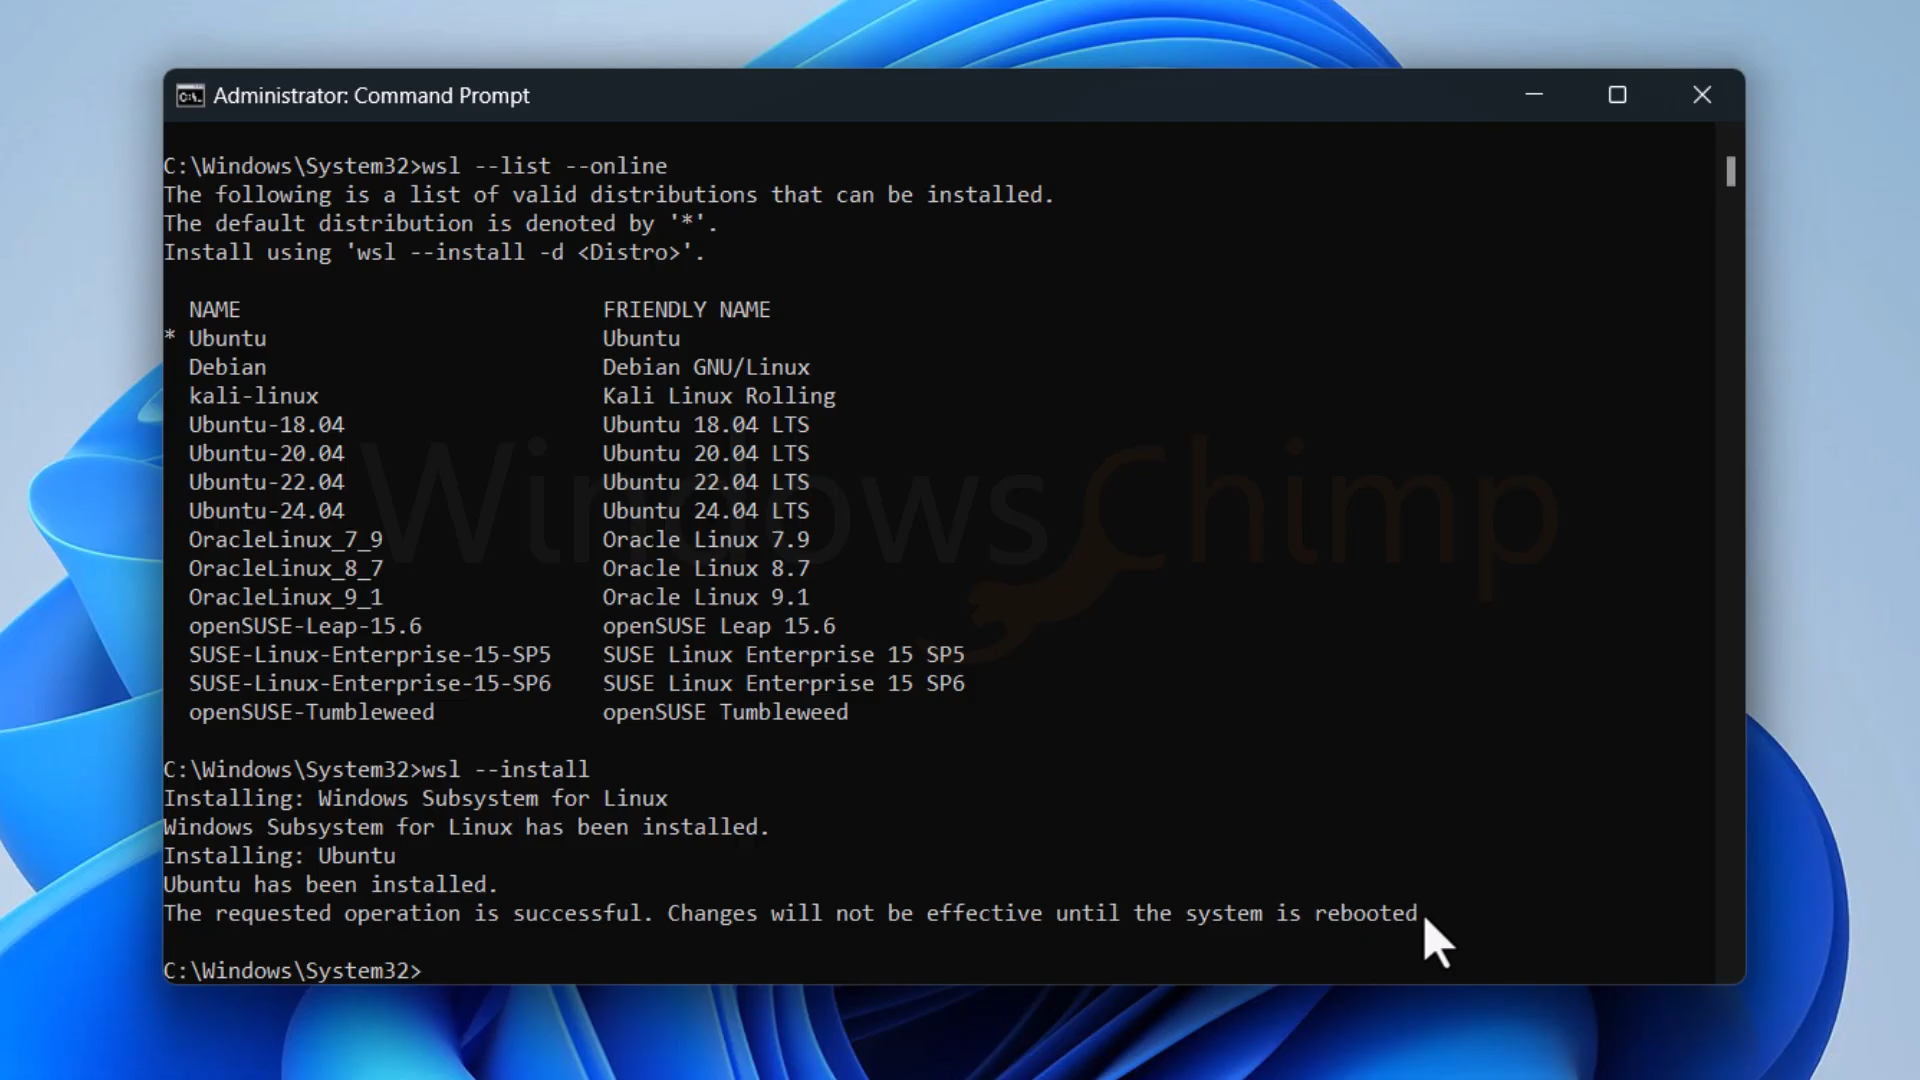 Administrator: Command Prompt
C:\Windows\System32>wsl --list --online
The following is a list of valid distributions that can be installed.
The default distribution is denoted by '*'.
Install using 'wsl --install -d <Distro>'.
NAME FRIENDLY NAME
* Ubuntu Ubuntu
Debian Debian GNU/Linux
kali-linux Kali Linux Rolling
Ubuntu-18.04 Ubuntu 18.04 LTS
Ubuntu-20.04 Ubuntu 20.04 LTS
Ubuntu-22.04 Ubuntu 22.04 LTS
Ubuntu-24.04 Ubuntu 24.04 LTS
OracleLinux_7_9 Oracle Linux 7.9
OracleLinux_8_7 Oracle Linux 8.7
OracleLinux_9_1 Oracle Linux 9.1
openSUSE-Leap-15.6 openSUSE Leap 15.6
SUSE-Linux-Enterprise-15-SP5 SUSE Linux Enterprise 15 SP5
SUSE-Linux-Enterprise-15-SP6 SUSE Linux Enterprise 15 SP6
openSUSE-Tumbleweed openSUSE Tumbleweed
C:\Windows\System32>wsl --install
Installing: Windows Subsystem for Linux
Windows Subsystem for Linux has been installed.
Installing: Ubuntu
Ubuntu has been installed.
The requested operation is successful. Changes will not be effective until the system is rebooted
C:\Windows\System32>
Windows Chimp